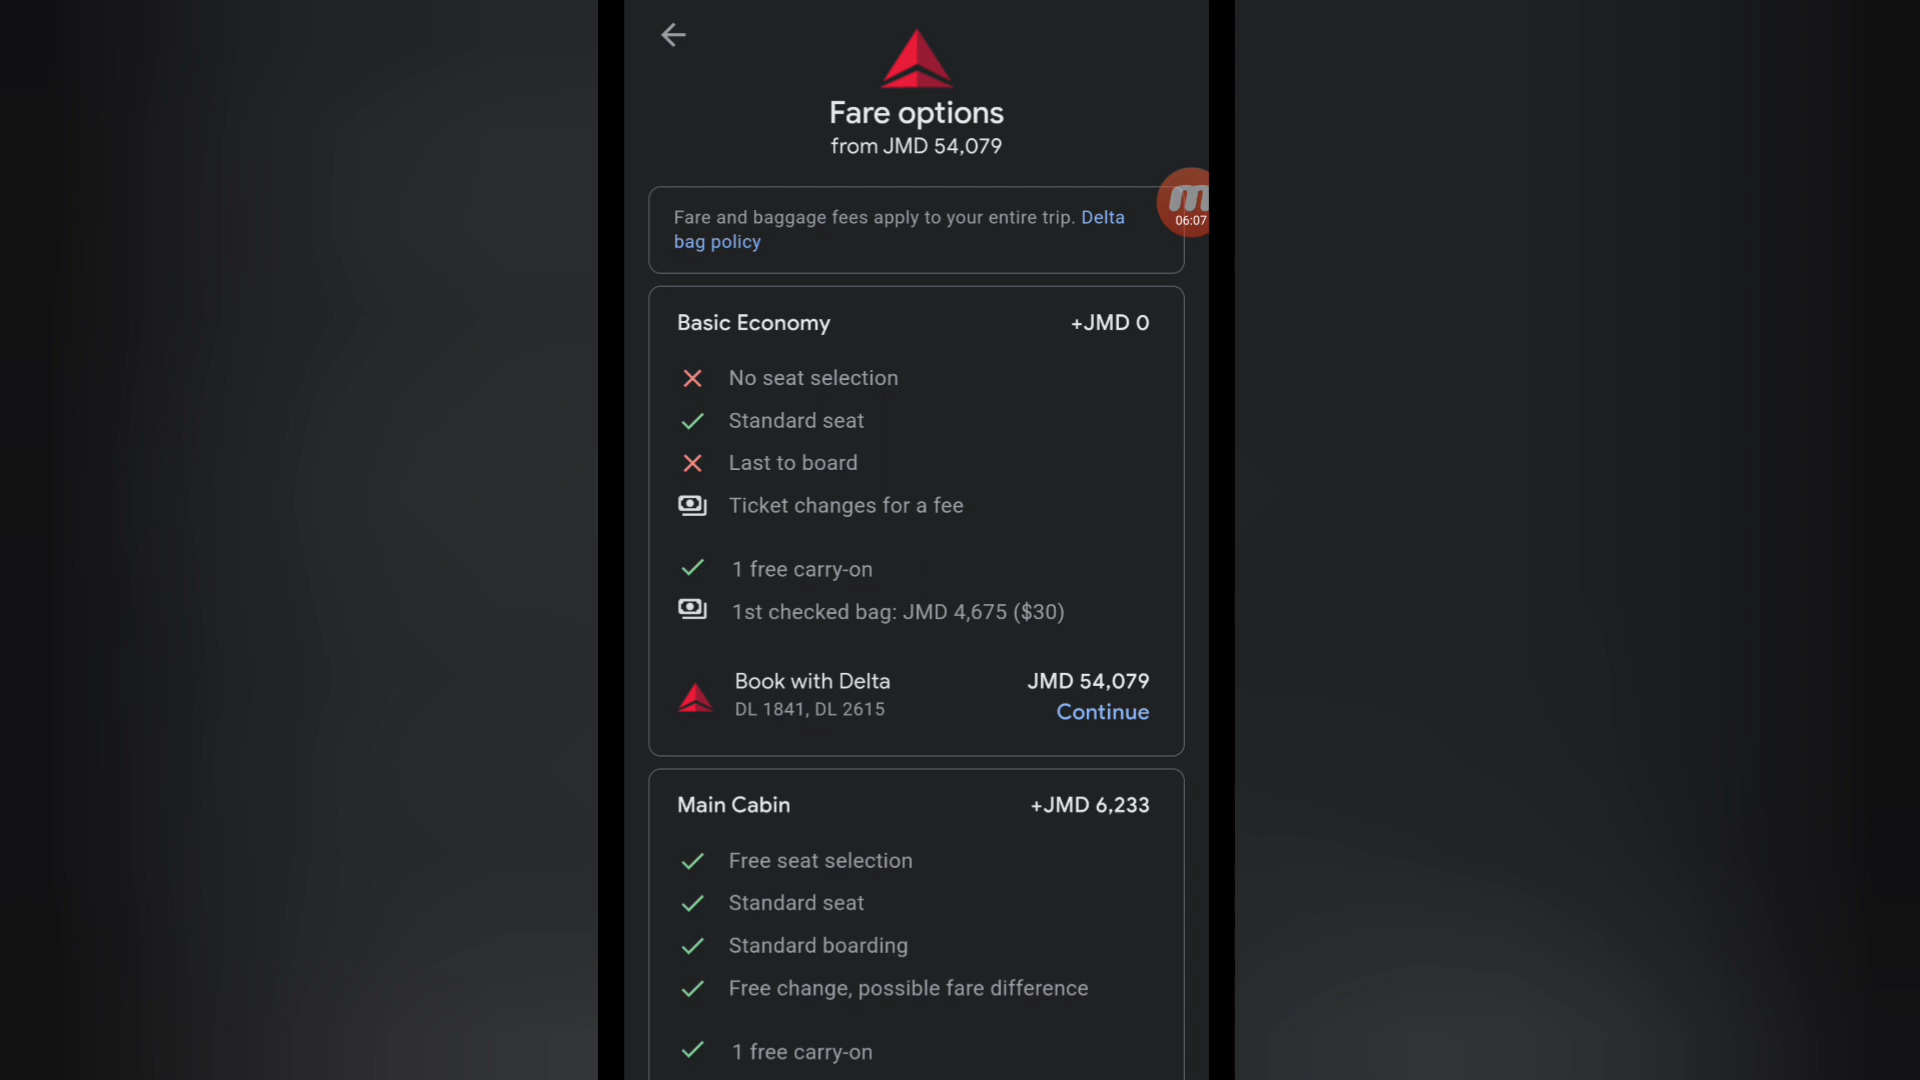 Fare options
from JMD 54,079
06:07
Fare and baggage fees apply to your entire trip. Delta
bag policy
Basic Economy +JMD 0
No seat selection
Standard seat
Last to board
Ticket changes for a fee
1 free carry-on
1st checked bag: JMD 4,675 ($30)
Book with Delta JMD 54,079
DL 1841, DL 2615 Continue
Main Cabin +JMD 6,233
Free seat selection
Standard seat
Standard boarding
Free change, possible fare difference
1 free carry-on